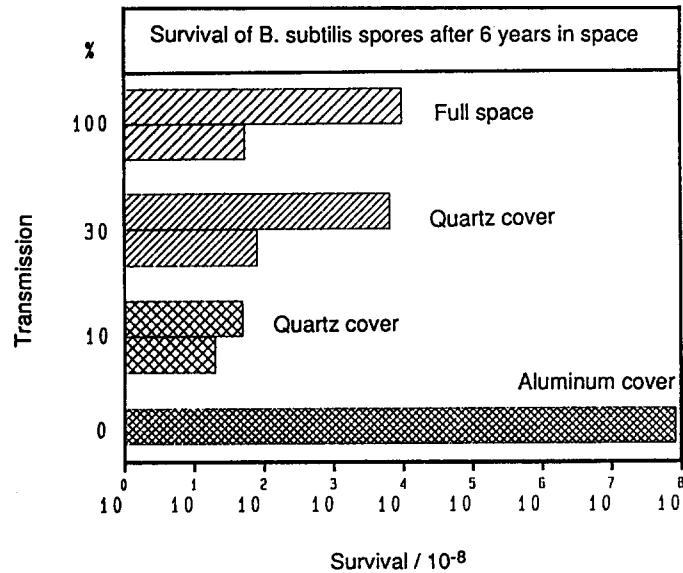 Survival of B. subtilis spores after 6 years in space
%
100
Full space
30
Quartz cover
10
Quartz cover
Aluminum cover
0
Transmission
10^0 10^1 10^2 10^3 10^4 10^5 10^6 10^7 10^8
Survival / 10^-8